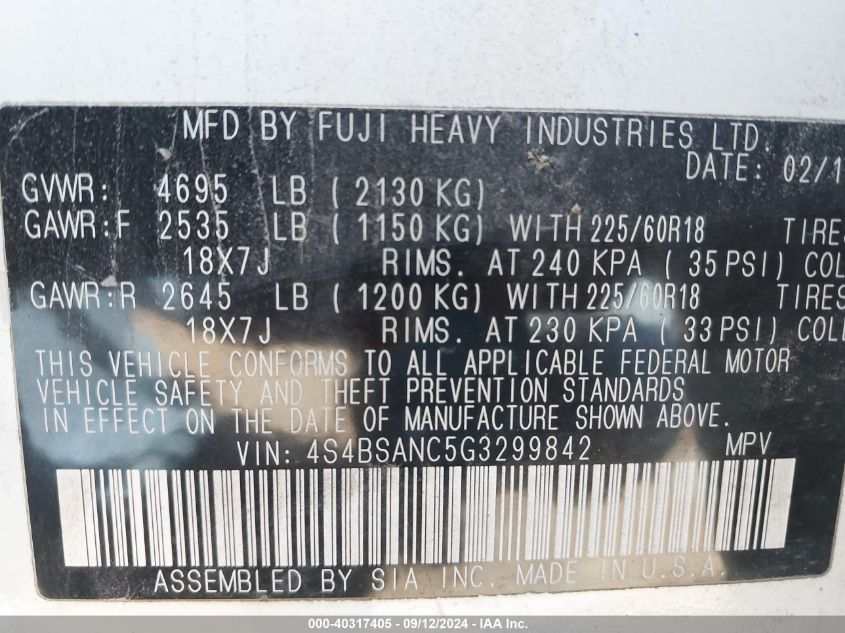 MFD BY FUJI HEAVY INDUSTRIES LTD.
DATE: 02/1
GVWR: 4695 LB ( 2130 KG)
GAWR:F 2535 LB ( 1150 KG) WITH 225/60R18 TIRES
18X7J RIMS. AT 240 KPA ( 35 PSI) COL
GAWR:R 2645 LB ( 1200 KG) WITH 225/60R18 TIRES
18X7J RIMS. AT 230 KPA ( 33 PSI) COL
THIS VEHICLE CONFORMS TO ALL APPLICABLE FEDERAL MOTOR
VEHICLE SAFETY AND THEFT PREVENTION STANDARDS
IN EFFECT ON THE DATE OF MANUFACTURE SHOWN ABOVE.
VIN: 4S4BSANC5G3299842 MPV
ASSEMBLED BY SIA INC. MADE IN U.S.A.
000-40317405 - 09/12/2024 - IAAI.COM